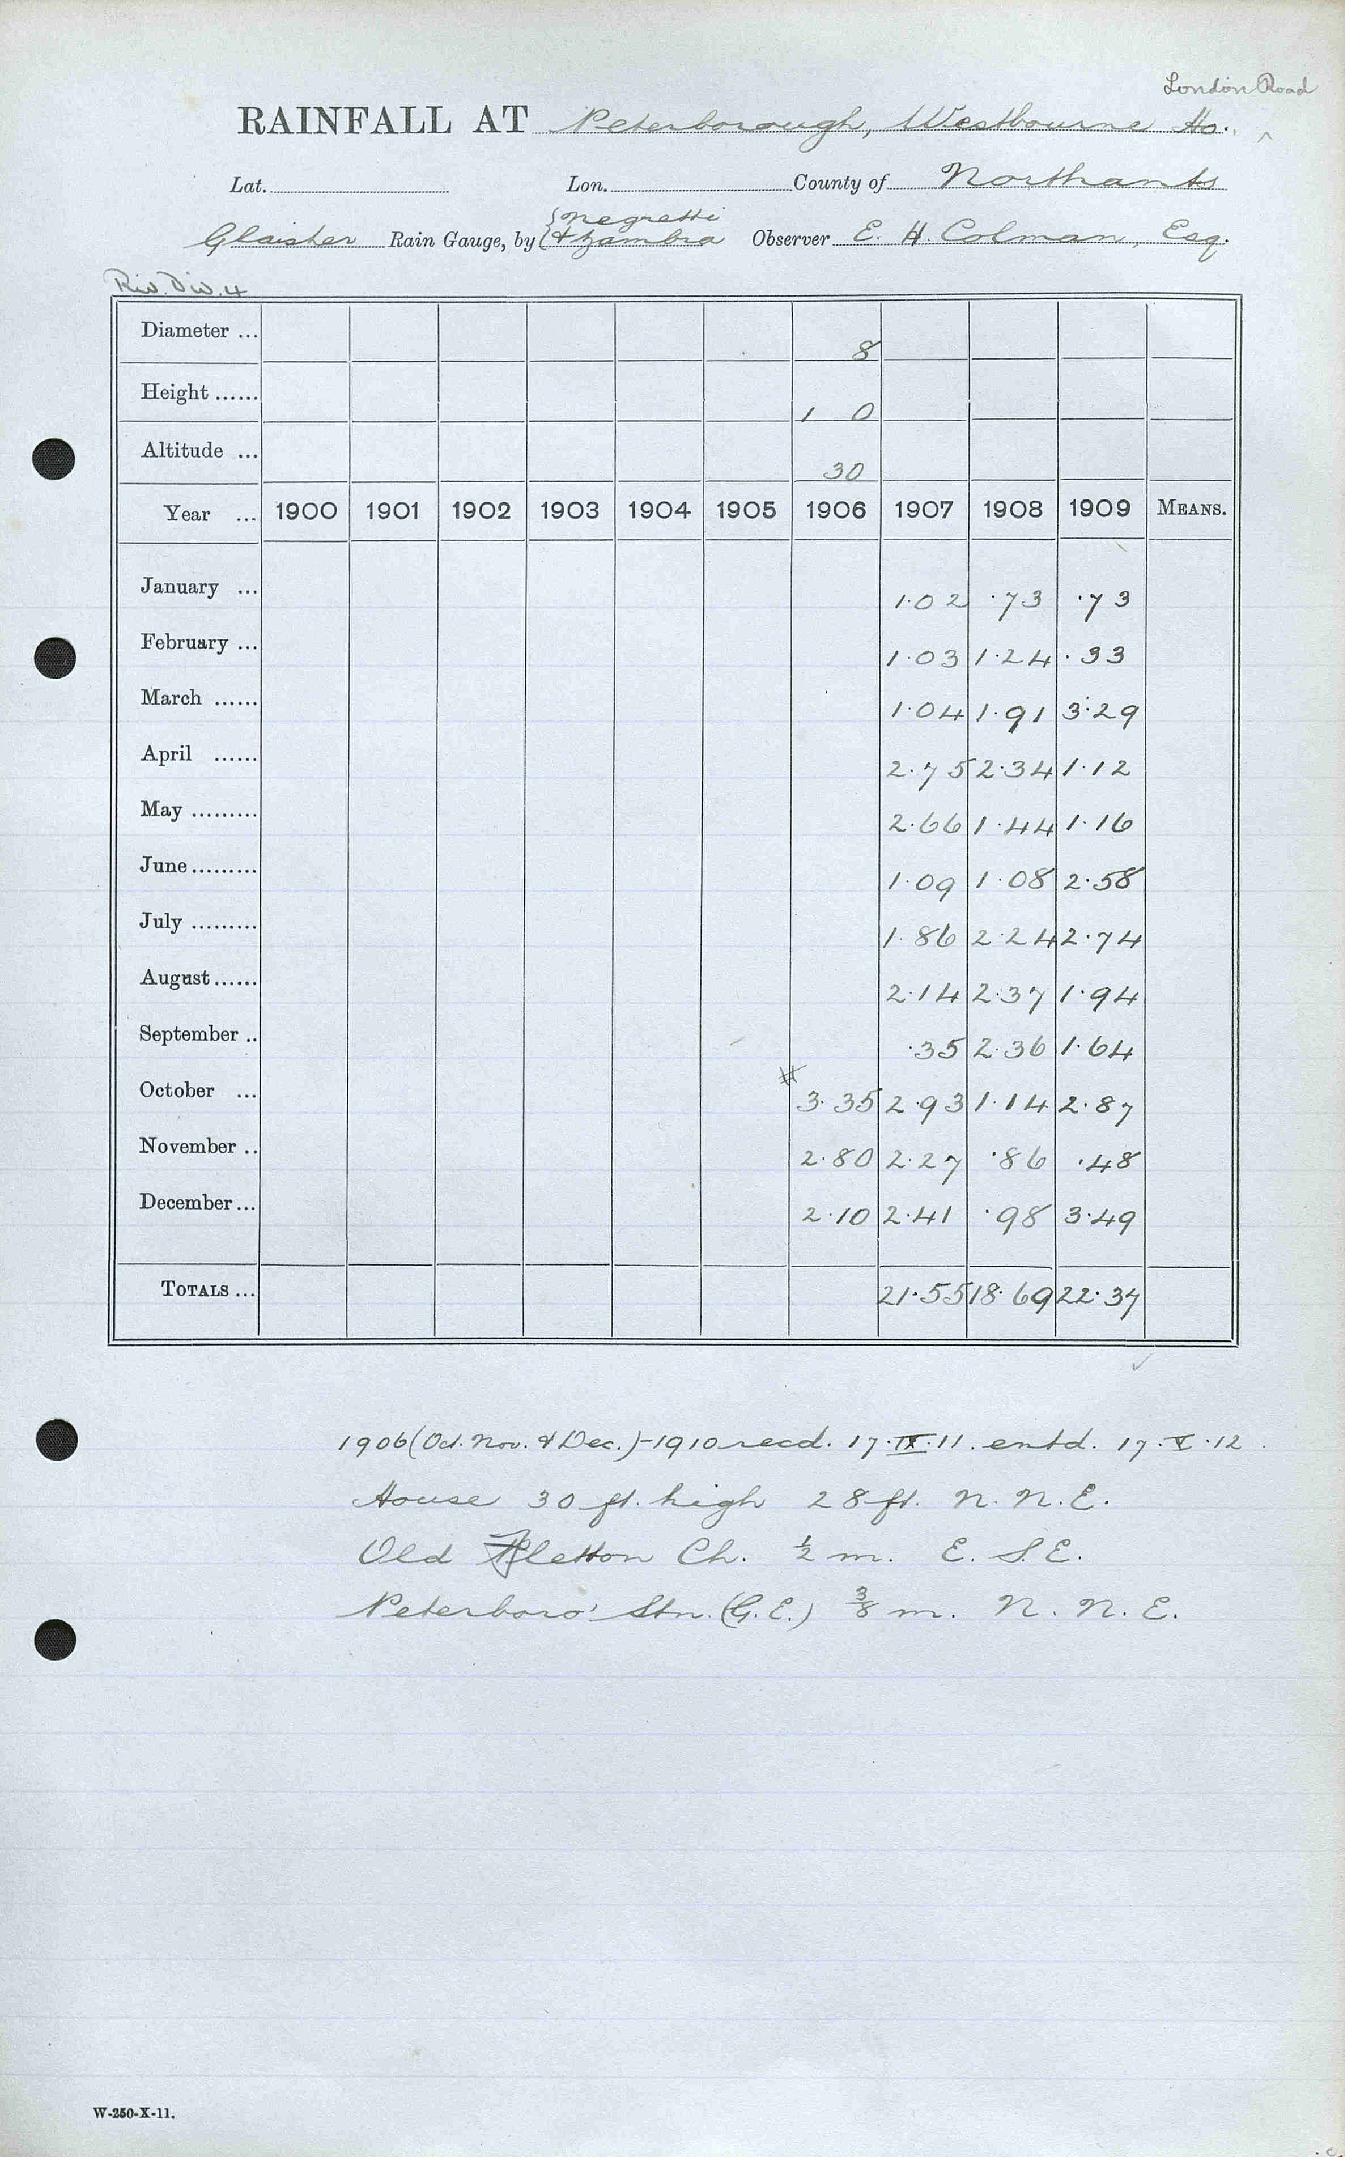 London Road
RAINFALL AT Peterborough, Westbourne Ho. ^
Lat. Lon. County of Northants
Glaisher Rain Gauge, by { Negretti & Zambra Observer E. H. Colman, Esq.
Riv. Div. 4
Diameter ... 8
Height ...... 1 0
Altitude ... 30
Year ... 1900 1901 1902 1903 1904 1905 1906 1907 1908 1909 MEANS.
January ... 1.02 .73 .73
February ... 1.03 1.24 .33
March ...... 1.04 1.91 3.29
April ...... 2.75 2.34 1.12
May ......... 2.66 1.44 1.16
June ......... 1.09 1.08 2.58
July ......... 1.86 2.24 2.74
August ...... 2.14 2.37 1.94
September .. .35 2.36 1.64
October ... # 3.35 2.93 1.14 2.87
November .. 2.80 2.27 .86 .48
December ... 2.10 2.41 .98 3.49
TOTALS ... 21.55 18.69 22.37
1906 (Oct. Nov. & Dec.)-1910 recd. 17.IX.11. entd. 17.V.12.
House 30 ft. high 28 ft. N. N. E.
Old Fletton Ch. ½ m. E. S. E.
Peterboro' Stn. (G.E.) ⅜ m. N. N. E.
W-250-X-11.